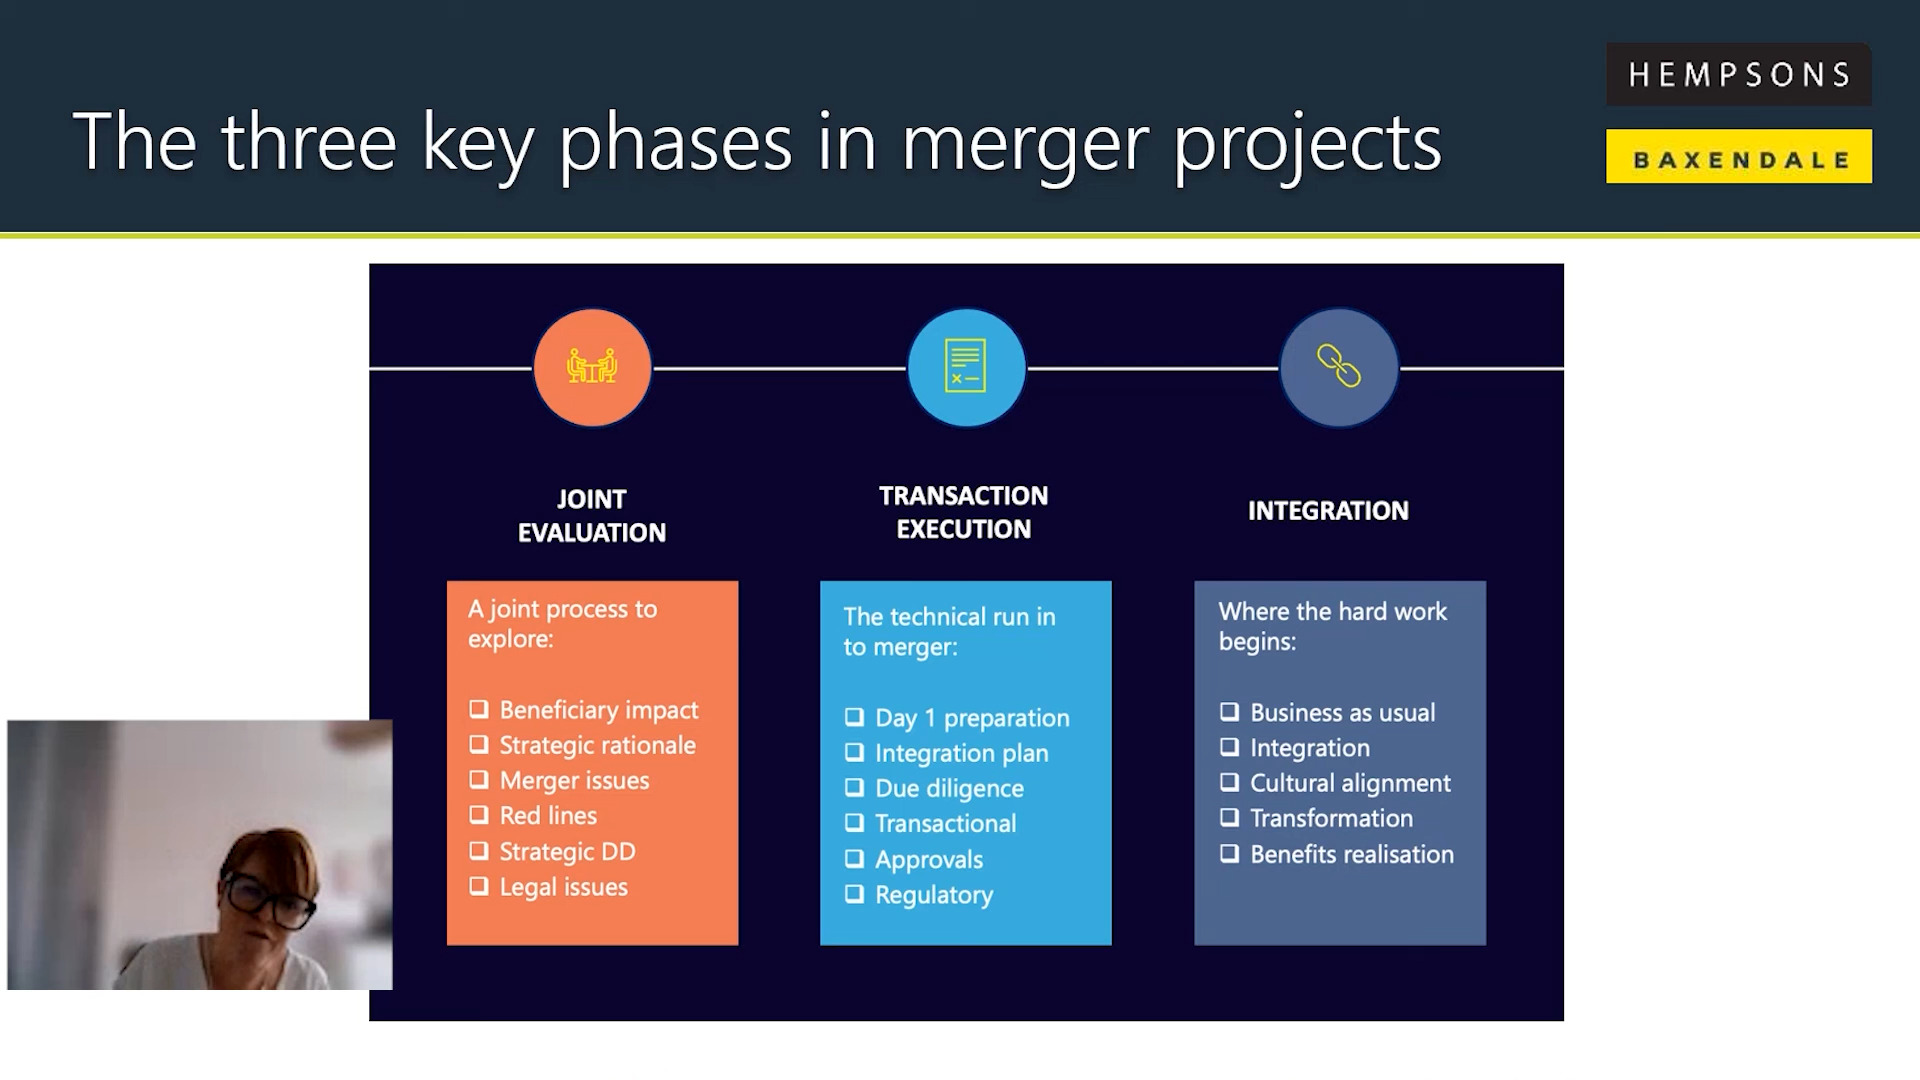 The three key phases in merger projects
HEMPSONS
BAXENDALE
JOINT
EVALUATION
A joint process to
explore:
❑ Beneficiary impact
❑ Strategic rationale
❑ Merger issues
❑ Red lines
❑ Strategic DD
❑ Legal issues
TRANSACTION
EXECUTION
The technical run in
to merger:
❑ Day 1 preparation
❑ Integration plan
❑ Due diligence
❑ Transactional
❑ Approvals
❑ Regulatory
INTEGRATION
Where the hard work
begins:
❑ Business as usual
❑ Integration
❑ Cultural alignment
❑ Transformation
❑ Benefits realisation